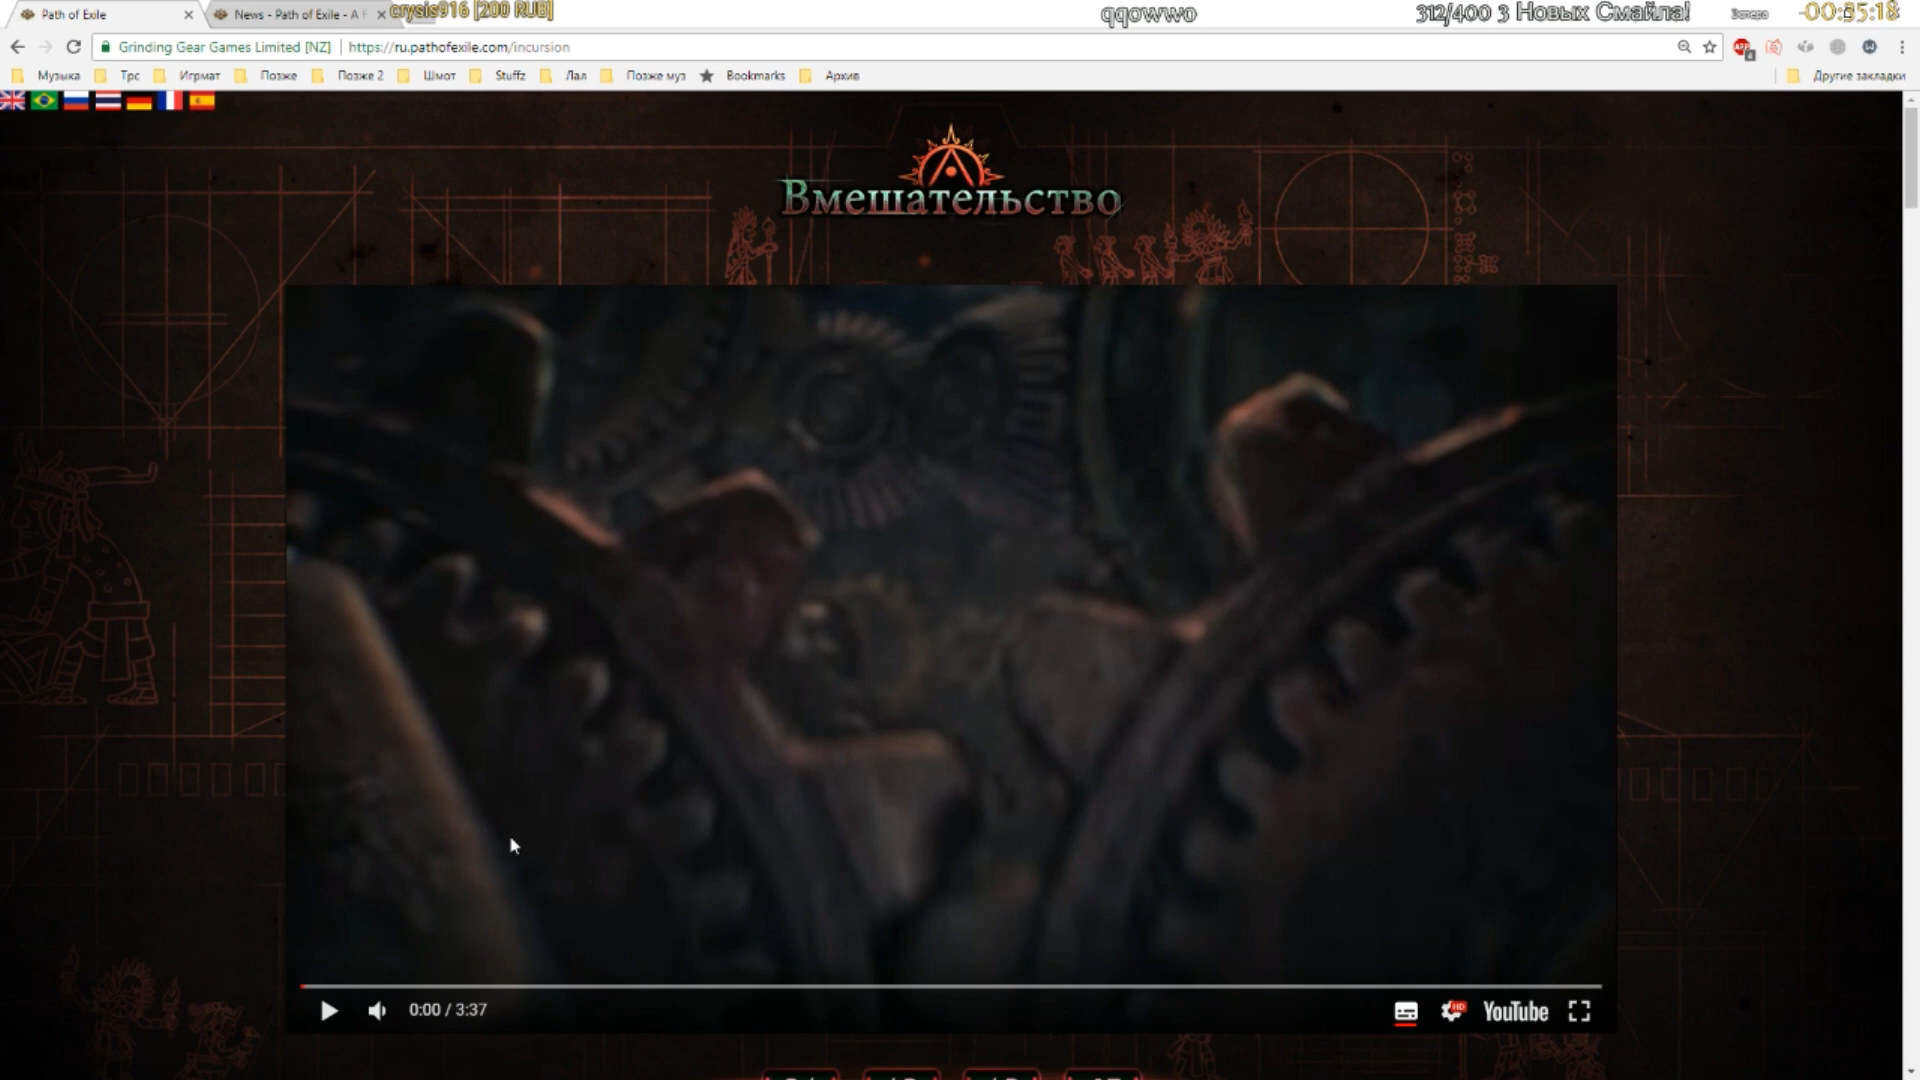 Path of Exile
News - Path of Exile - A F
crysis916 [200 RUB]
qqowwo
312/400 3 Новых Смайла!
-00:35:18
Grinding Gear Games Limited [NZ]
https://ru.pathofexile.com/incursion
Музыка
Трс
Игрмат
Позже
Позже 2
Шмот
Stuffz
Лал
Позже муз
Bookmarks
Архив
Другие закладки
Вмешательство
0:00 / 3:37
HD
YouTube